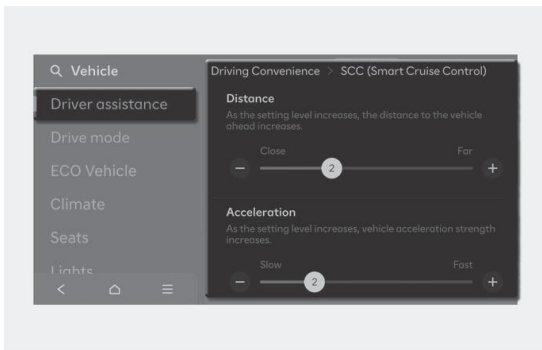 Vehicle
Driver assistance
Drive mode
ECO Vehicle
Climate
Seats
Lights
Driving Convenience > SCC (Smart Cruise Control)
Distance
As the setting level increases, the distance to the vehicle
ahead increases.
Close Far
− 2 +
Acceleration
As the setting level increases, vehicle acceleration strength
increases.
Slow Fast
− 2 +